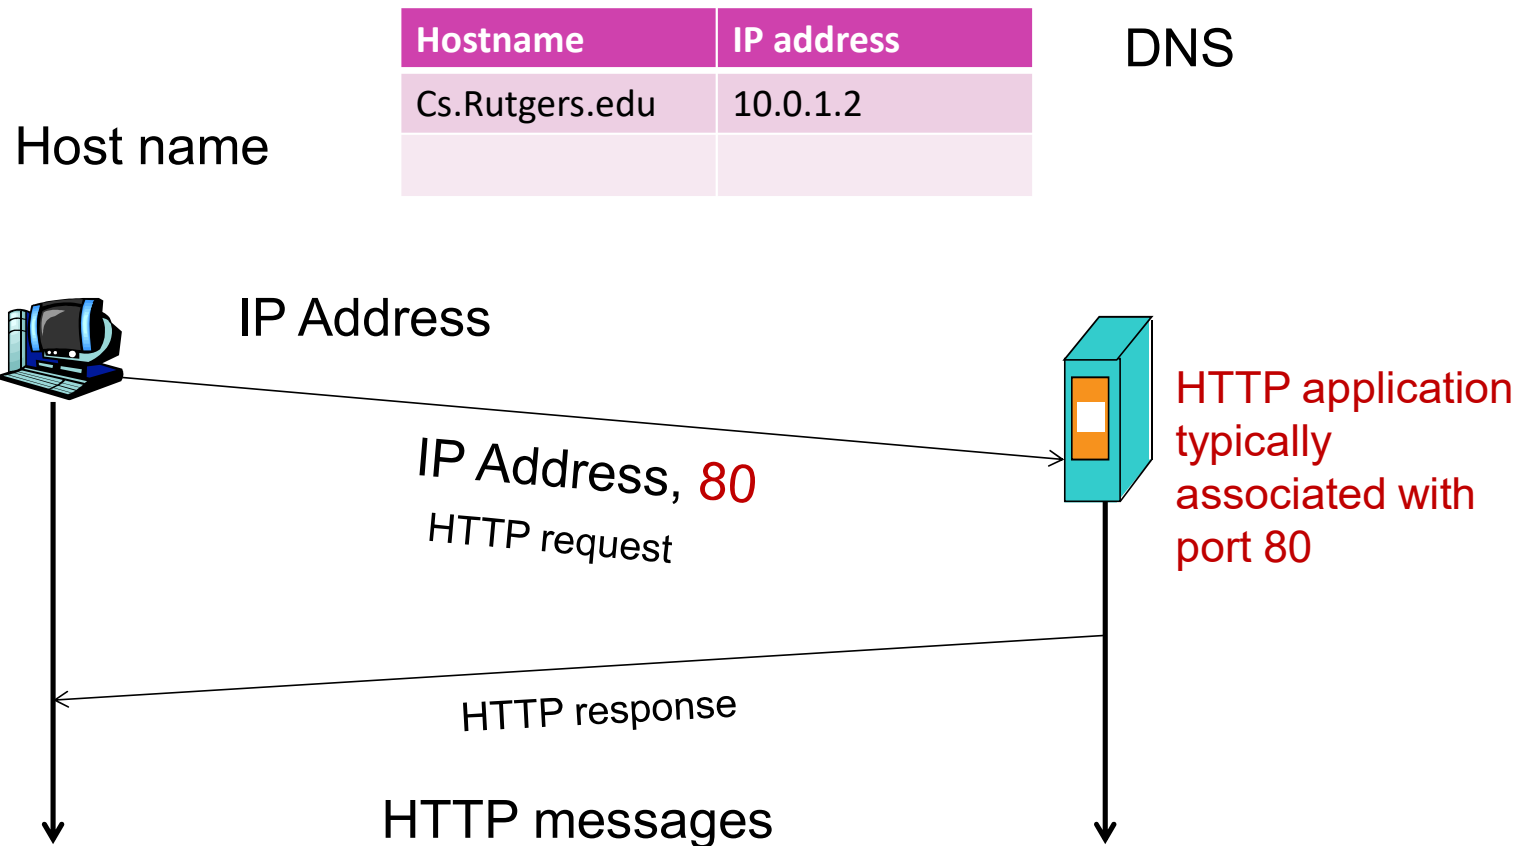 Hostname IP address
DNS
Cs.Rutgers.edu 10.0.1.2
Host name
IP Address
IP Address, 80
HTTP request
HTTP application
typically
associated with
port 80
HTTP response
HTTP messages